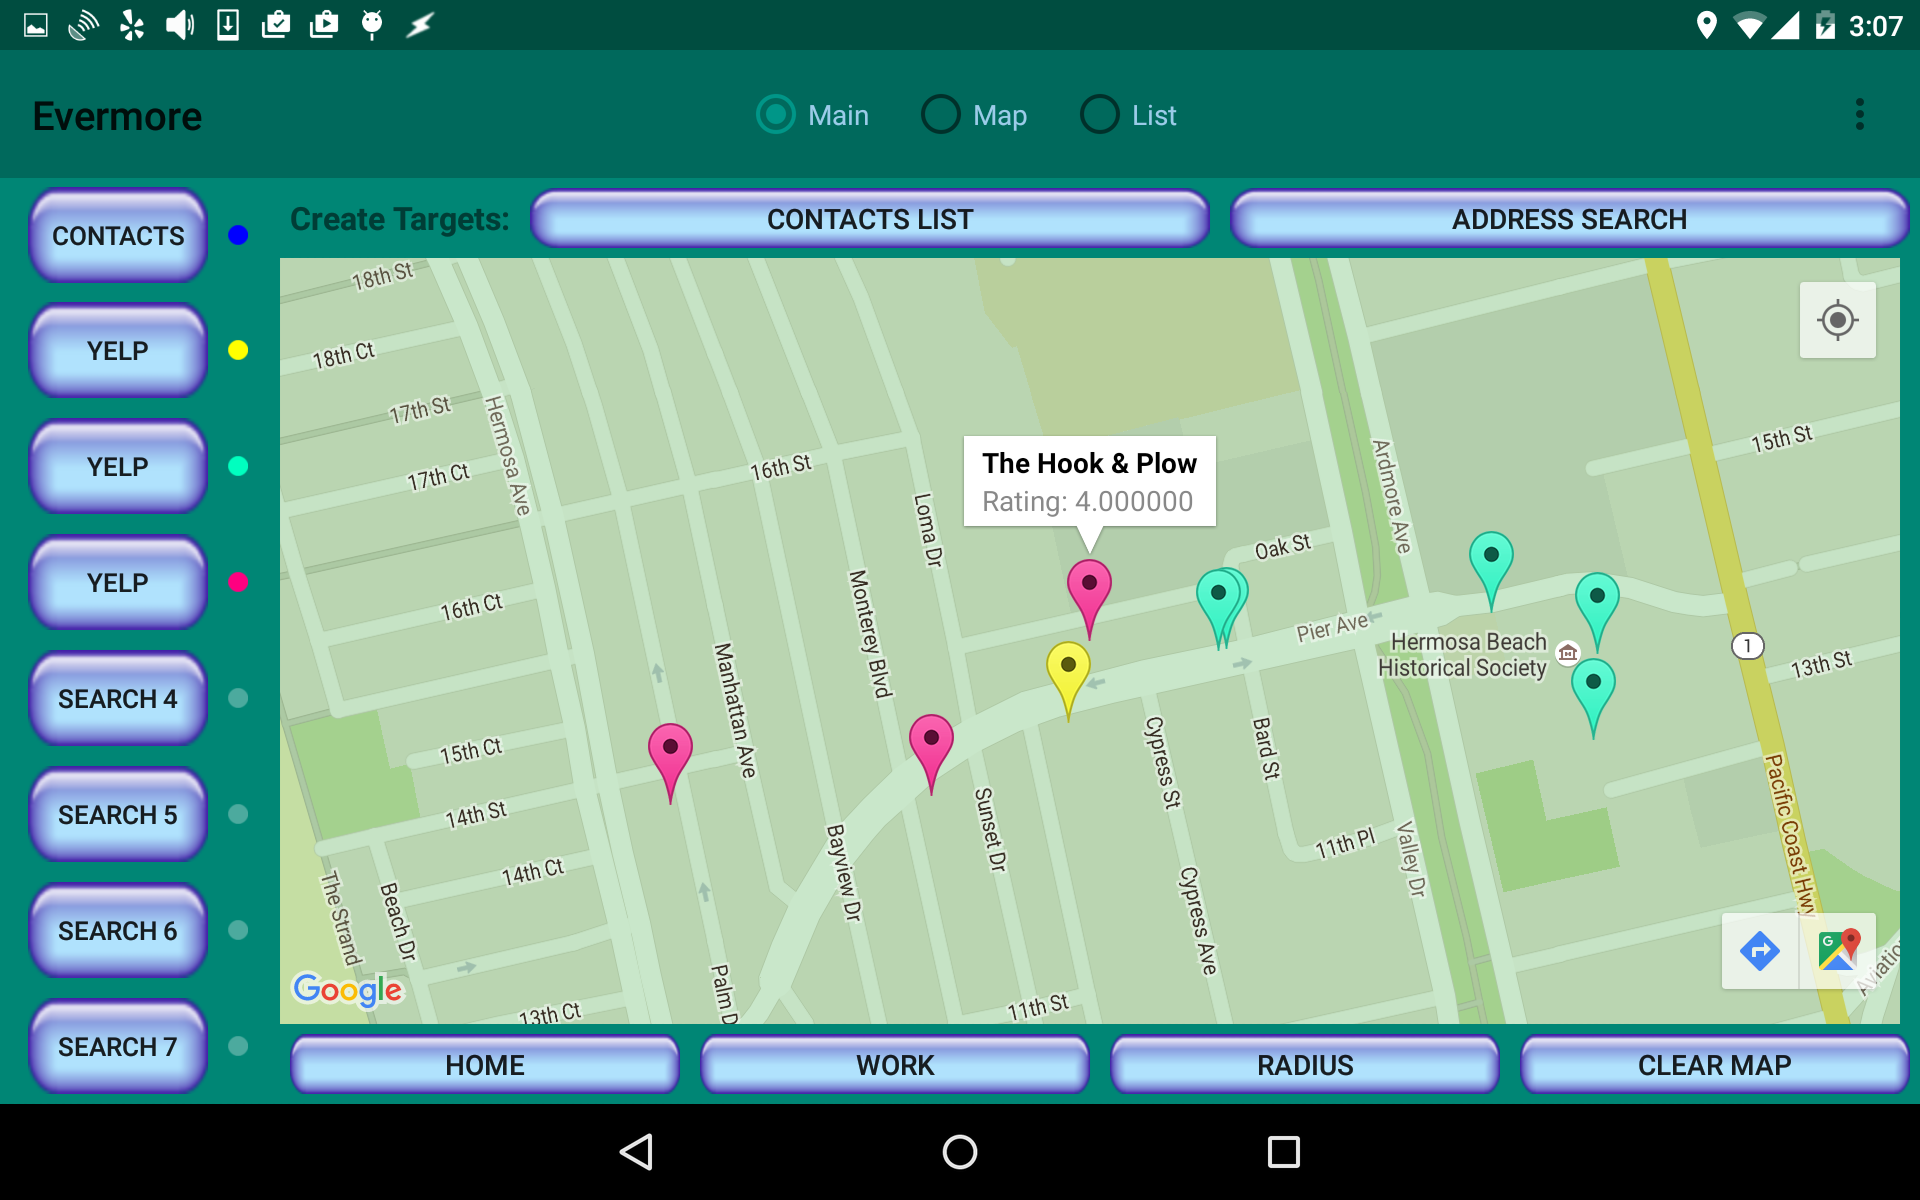 3:07
Evermore
Main
Map
List
CONTACTS
YELP
YELP
YELP
SEARCH 4
SEARCH 5
SEARCH 6
SEARCH 7
Create Targets:
CONTACTS LIST
ADDRESS SEARCH
18th St
18th Ct
17th St
17th Ct
Hermosa Ave
16th St
Loma Dr
The Hook & Plow
Rating: 4.000000
Ardmore Ave
15th St
Oak St
16th Ct
Monterey Blvd
Manhattan Ave
Pier Ave
Hermosa Beach
Historical Society
1
13th St
15th Ct
14th St
14th Ct
Cypress St
Bard St
Sunset Dr
Bayview Dr
11th Pl
Valley Dr
Pacific Coast Hwy
The Strand
Beach Dr
Cypress Ave
Palm D
13th Ct
11th St
Aviatio
Google
G
HOME
WORK
RADIUS
CLEAR MAP